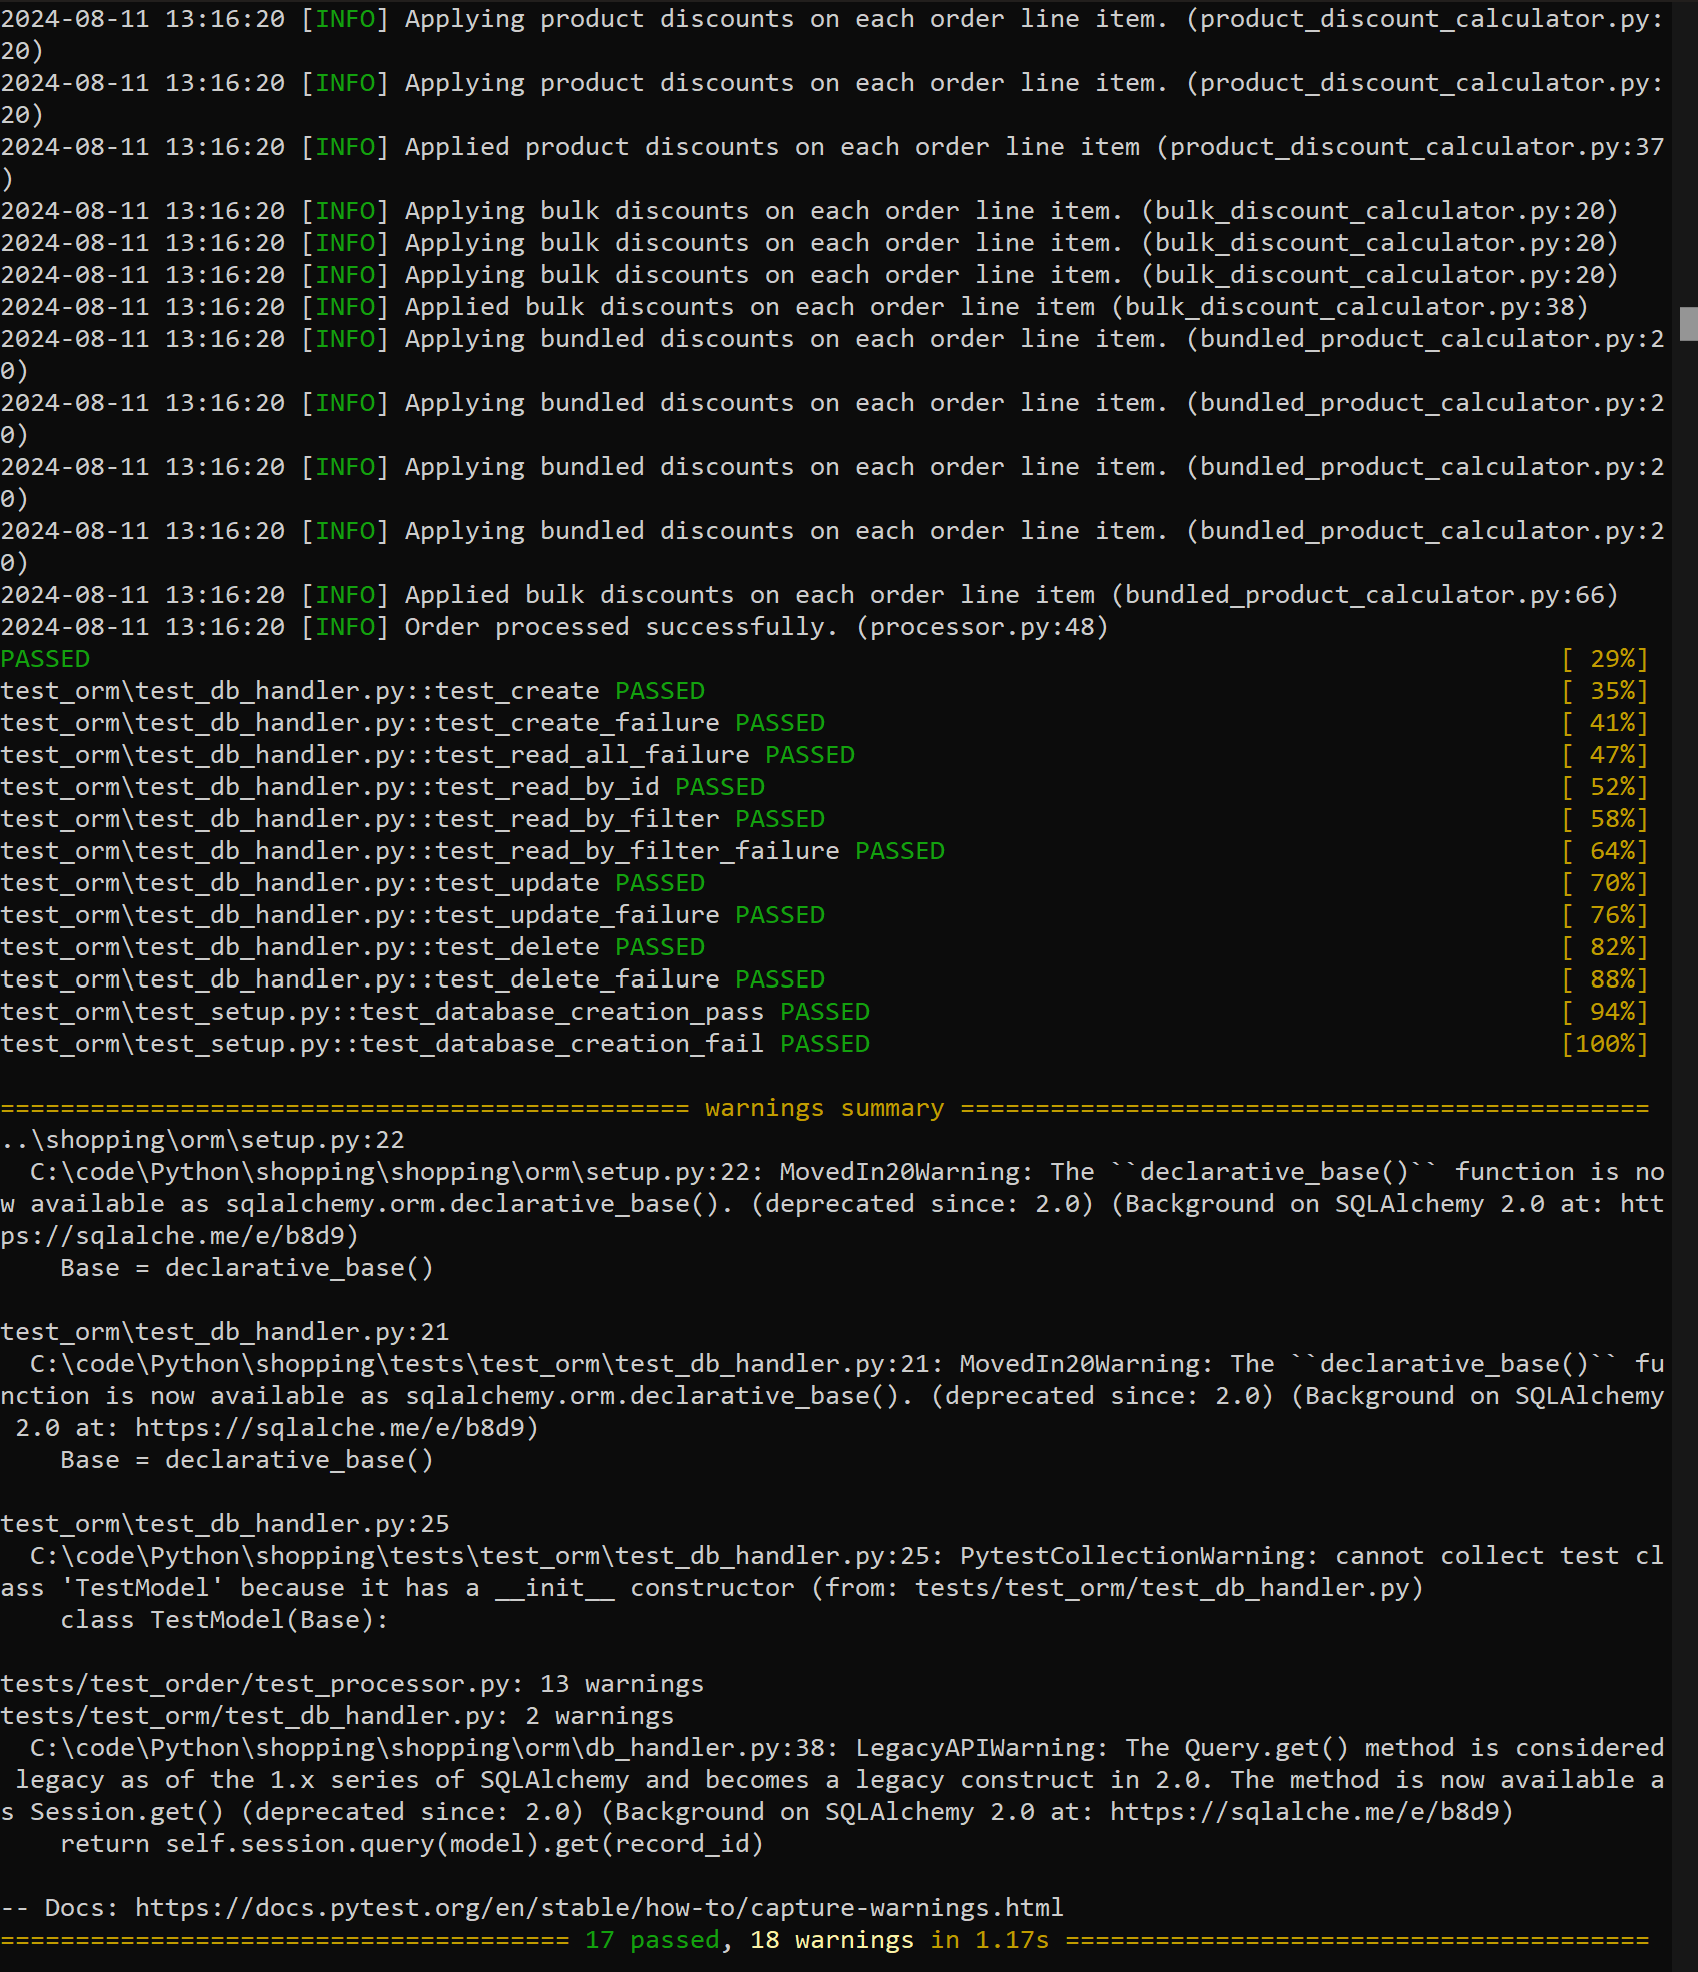 2024-08-11 13:16:20 [INFO] Applying product discounts on each order line item. (product_discount_calculator.py:
20)
2024-08-11 13:16:20 [INFO] Applying product discounts on each order line item. (product_discount_calculator.py:
20)
2024-08-11 13:16:20 [INFO] Applied product discounts on each order line item (product_discount_calculator.py:37
)
2024-08-11 13:16:20 [INFO] Applying bulk discounts on each order line item. (bulk_discount_calculator.py:20)
2024-08-11 13:16:20 [INFO] Applying bulk discounts on each order line item. (bulk_discount_calculator.py:20)
2024-08-11 13:16:20 [INFO] Applying bulk discounts on each order line item. (bulk_discount_calculator.py:20)
2024-08-11 13:16:20 [INFO] Applied bulk discounts on each order line item (bulk_discount_calculator.py:38)
2024-08-11 13:16:20 [INFO] Applying bundled discounts on each order line item. (bundled_product_calculator.py:2
0)
2024-08-11 13:16:20 [INFO] Applying bundled discounts on each order line item. (bundled_product_calculator.py:2
0)
2024-08-11 13:16:20 [INFO] Applying bundled discounts on each order line item. (bundled_product_calculator.py:2
0)
2024-08-11 13:16:20 [INFO] Applying bundled discounts on each order line item. (bundled_product_calculator.py:2
0)
2024-08-11 13:16:20 [INFO] Applied bulk discounts on each order line item (bundled_product_calculator.py:66)
2024-08-11 13:16:20 [INFO] Order processed successfully. (processor.py:48)
PASSED [ 29%]
test_orm\test_db_handler.py::test_create PASSED [ 35%]
test_orm\test_db_handler.py::test_create_failure PASSED [ 41%]
test_orm\test_db_handler.py::test_read_all_failure PASSED [ 47%]
test_orm\test_db_handler.py::test_read_by_id PASSED [ 52%]
test_orm\test_db_handler.py::test_read_by_filter PASSED [ 58%]
test_orm\test_db_handler.py::test_read_by_filter_failure PASSED [ 64%]
test_orm\test_db_handler.py::test_update PASSED [ 70%]
test_orm\test_db_handler.py::test_update_failure PASSED [ 76%]
test_orm\test_db_handler.py::test_delete PASSED [ 82%]
test_orm\test_db_handler.py::test_delete_failure PASSED [ 88%]
test_orm\test_setup.py::test_database_creation_pass PASSED [ 94%]
test_orm\test_setup.py::test_database_creation_fail PASSED [100%]
============================================== warnings summary ==============================================
..\shopping\orm\setup.py:22
  C:\code\Python\shopping\shopping\orm\setup.py:22: MovedIn20Warning: The ``declarative_base()`` function is no
w available as sqlalchemy.orm.declarative_base(). (deprecated since: 2.0) (Background on SQLAlchemy 2.0 at: htt
ps://sqlalche.me/e/b8d9)
    Base = declarative_base()
test_orm\test_db_handler.py:21
  C:\code\Python\shopping\tests\test_orm\test_db_handler.py:21: MovedIn20Warning: The ``declarative_base()`` fu
nction is now available as sqlalchemy.orm.declarative_base(). (deprecated since: 2.0) (Background on SQLAlchemy
 2.0 at: https://sqlalche.me/e/b8d9)
    Base = declarative_base()
test_orm\test_db_handler.py:25
  C:\code\Python\shopping\tests\test_orm\test_db_handler.py:25: PytestCollectionWarning: cannot collect test cl
ass 'TestModel' because it has a __init__ constructor (from: tests/test_orm/test_db_handler.py)
    class TestModel(Base):
tests/test_order/test_processor.py: 13 warnings
tests/test_orm/test_db_handler.py: 2 warnings
  C:\code\Python\shopping\shopping\orm\db_handler.py:38: LegacyAPIWarning: The Query.get() method is considered
 legacy as of the 1.x series of SQLAlchemy and becomes a legacy construct in 2.0. The method is now available a
s Session.get() (deprecated since: 2.0) (Background on SQLAlchemy 2.0 at: https://sqlalche.me/e/b8d9)
    return self.session.query(model).get(record_id)
-- Docs: https://docs.pytest.org/en/stable/how-to/capture-warnings.html
====================================== 17 passed, 18 warnings in 1.17s =======================================